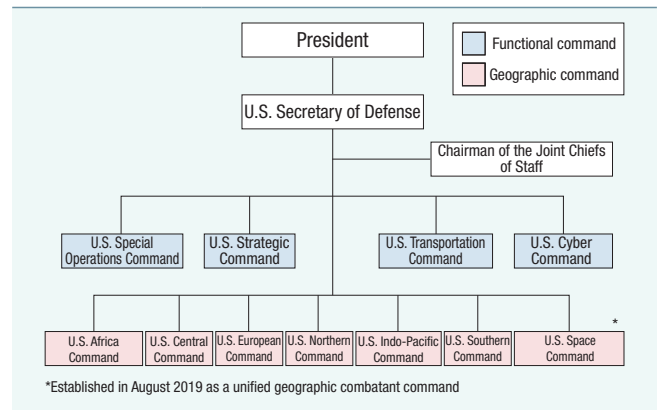 President
Functional command
Geographic command
U.S. Secretary of Defense
Chairman of the Joint Chiefs
of Staff
U.S. Special
Operations Command
U.S. Strategic
Command
U.S. Transportation
Command
U.S. Cyber
Command
*
U.S. Africa
Command
U.S. Central
Command
U.S. European
Command
U.S. Northern
Command
U.S. Indo-Pacific
Command
U.S. Southern
Command
U.S. Space
Command
*Established in August 2019 as a unified geographic combatant command